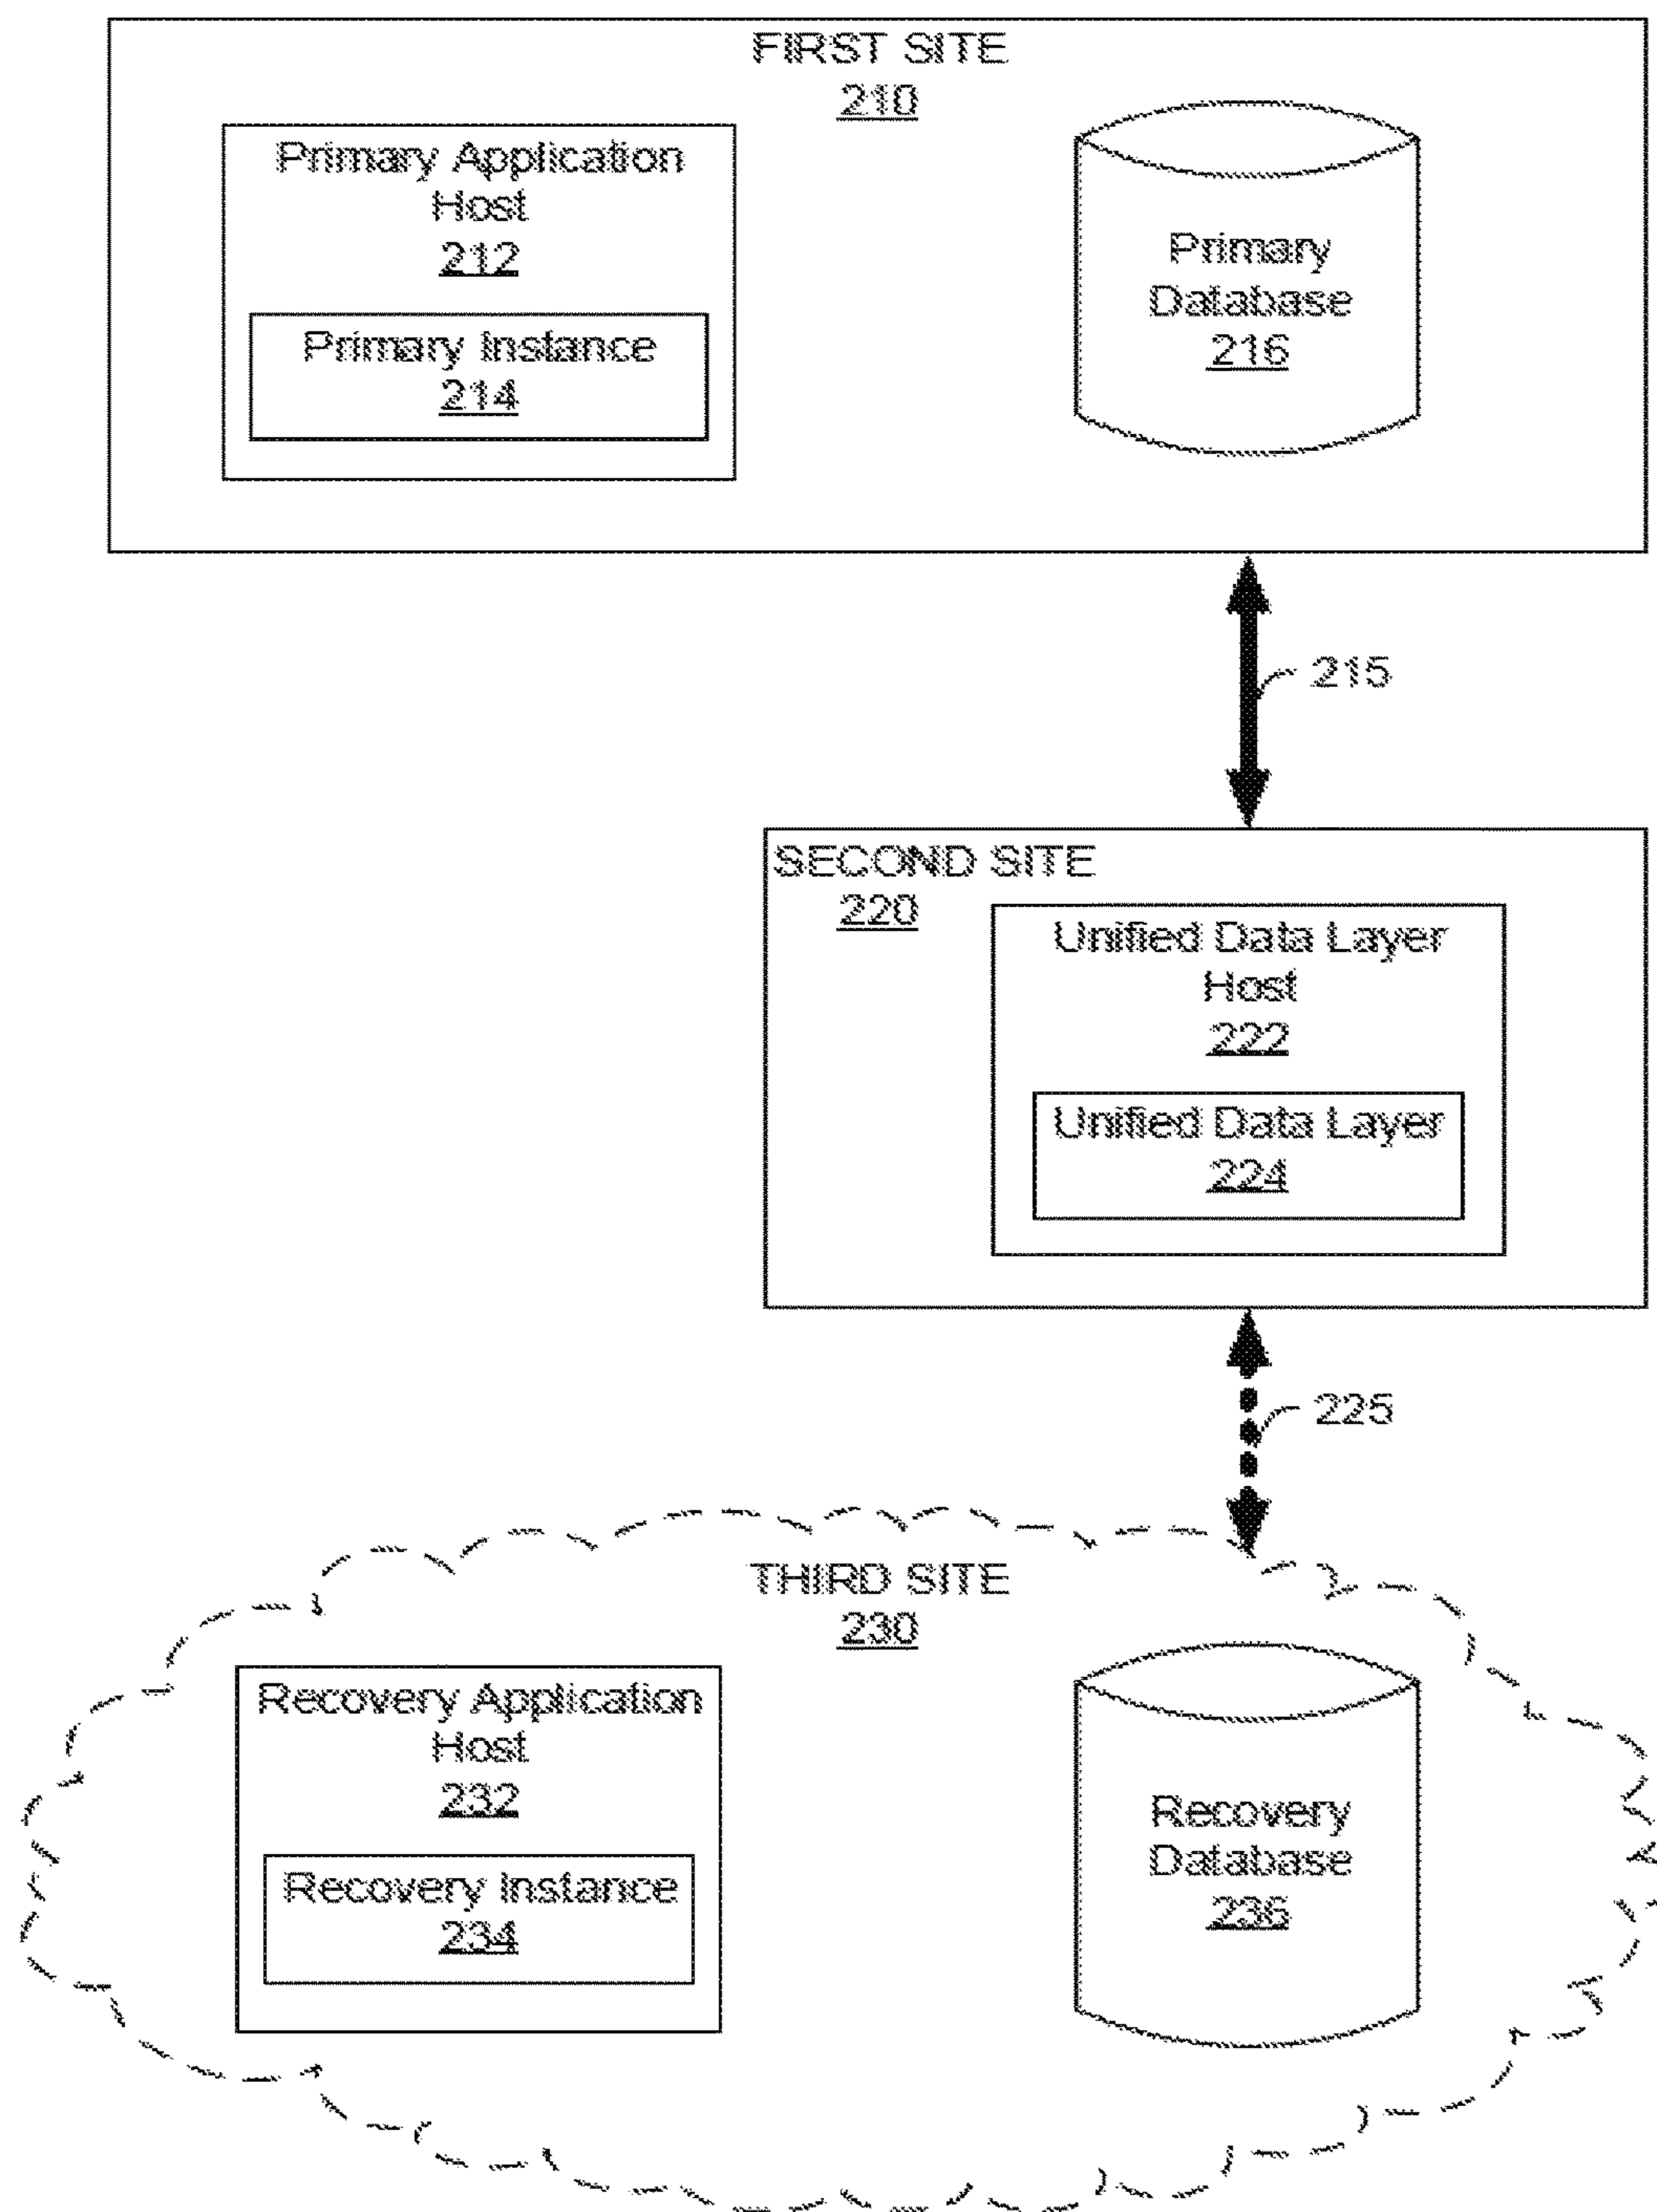 FIRST SITE
210
Primary Application
Host
212
Primary Instance
214
Primary
Database
216
215
SECOND SITE
220
Unified Data Layer
Host
222
Unified Data Layer
224
225
THIRD SITE
230
Recovery Application
Host
232
Recovery Instance
234
Recovery
Database
236